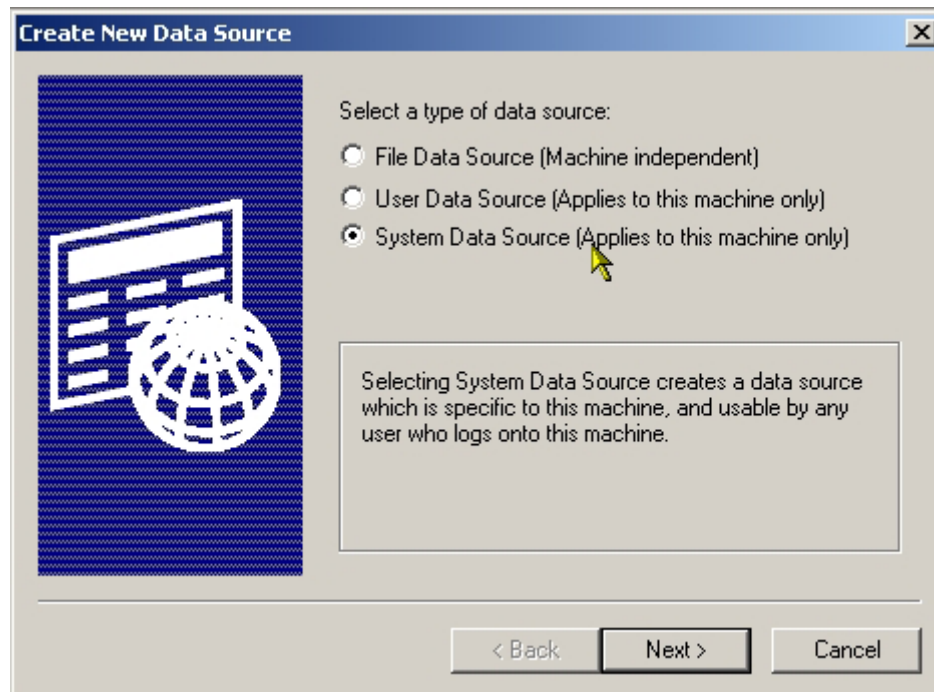 Create New Data Source
Select a type of data source:
File Data Source (Machine independent)
User Data Source (Applies to this machine only)
System Data Source (Applies to this machine only)
Selecting System Data Source creates a data source
which is specific to this machine, and usable by any
user who logs onto this machine.
< Back
Next >
Cancel